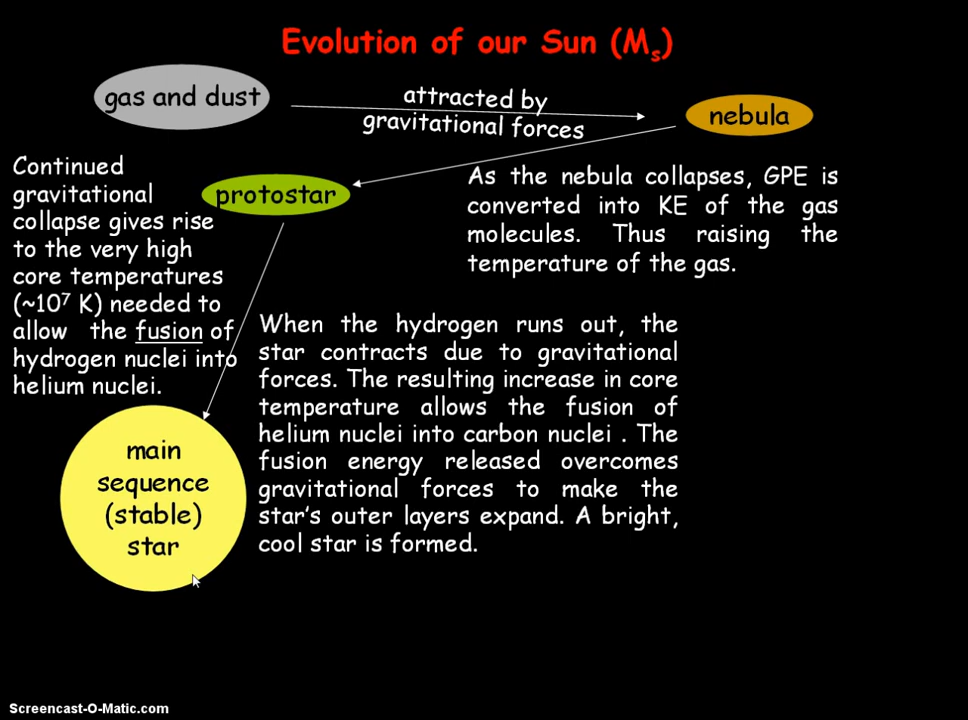 Evolution of our Sun (Ms)
gas and dust
attracted by
gravitational forces
nebula
Continued
gravitational
collapse gives rise
to the very high
core temperatures
(~10⁷ K) needed to
allow the fusion of
hydrogen nuclei into
helium nuclei.
protostar
As the nebula collapses, GPE is
converted into KE of the gas
molecules. Thus raising the
temperature of the gas.
When the hydrogen runs out, the
star contracts due to gravitational
forces. The resulting increase in core
temperature allows the fusion of
helium nuclei into carbon nuclei . The
fusion energy released overcomes
gravitational forces to make the
star's outer layers expand. A bright,
cool star is formed.
main
sequence
(stable)
star
Screencast-O-Matic.com